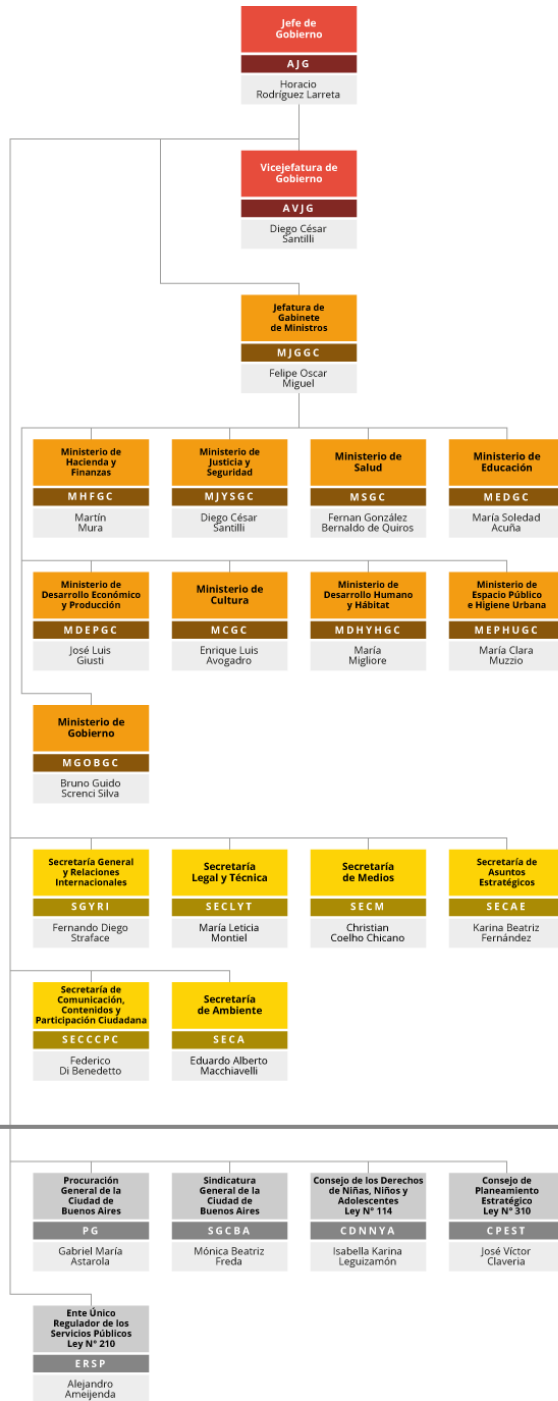 Jefe de
Gobierno
AJG
Horacio
Rodríguez Larreta
Vicejefatura de
Gobierno
AVJG
Diego César
Santilli
Jefatura de
Gabinete
de Ministros
MJGGC
Felipe Oscar
Miguel
Ministerio de
Hacienda y
Finanzas
MHFGC
Martín
Mura
Ministerio de
Justicia y
Seguridad
MJYSGC
Diego César
Santilli
Ministerio de
Salud
MSGC
Fernan González
Bernaldo de Quiros
Ministerio de
Educación
MEDGC
María Soledad
Acuña
Ministerio de
Desarrollo Económico
y Producción
MDEPGC
José Luis
Giusti
Ministerio de
Cultura
MCGC
Enrique Luis
Avogadro
Ministerio de
Desarrollo Humano
y Hábitat
MDHYHGC
María
Migliore
Ministerio de
Espacio Público
e Higiene Urbana
MEPHUGC
María Clara
Muzzio
Ministerio de
Gobierno
MGOBGC
Bruno Guido
Screnci Silva
Secretaría General
y Relaciones
Internacionales
SGYRI
Fernando Diego
Straface
Secretaría
Legal y Técnica
SECLYT
María Leticia
Montiel
Secretaría
de Medios
SECM
Christian
Coelho Chicano
Secretaría de
Asuntos
Estratégicos
SECAE
Karina Beatriz
Fernández
Secretaría de
Comunicación,
Contenidos y
Participación Ciudadana
SECCCPC
Federico
Di Benedetto
Secretaría
de Ambiente
SECA
Eduardo Alberto
Macchiavelli
Procuración
General de la
Ciudad de
Buenos Aires
PG
Gabriel María
Astarola
Sindicatura
General de la
Ciudad de
Buenos Aires
SGCBA
Mónica Beatriz
Freda
Consejo de los Derechos
de Niñas, Niños y
Adolescentes
Ley N° 114
CDNNYA
Isabella Karina
Leguizamón
Consejo de
Planeamiento
Estratégico
Ley N° 310
CPEST
José Víctor
Claveria
Ente Único
Regulador de los
Servicios Públicos
Ley N° 210
ERSP
Alejandro
Ameijenda